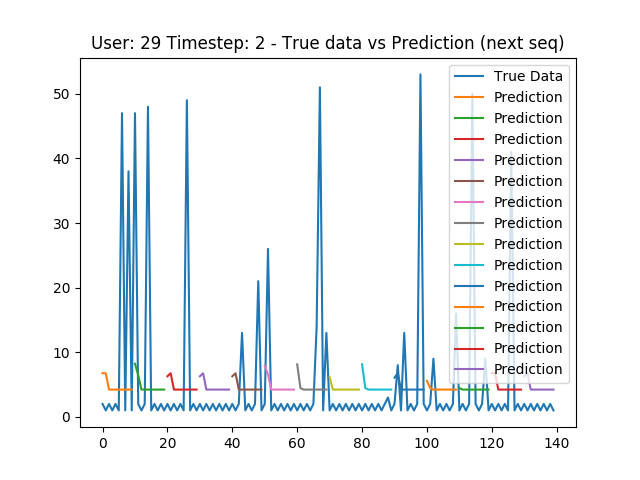 User: 29 Timestep: 2 - True data vs Prediction (next seq)
50
40
30
20
10
0
0 20 40 60 80 100 120 140
True Data
Prediction
Prediction
Prediction
Prediction
Prediction
Prediction
Prediction
Prediction
Prediction
Prediction
Prediction
Prediction
Prediction
Prediction